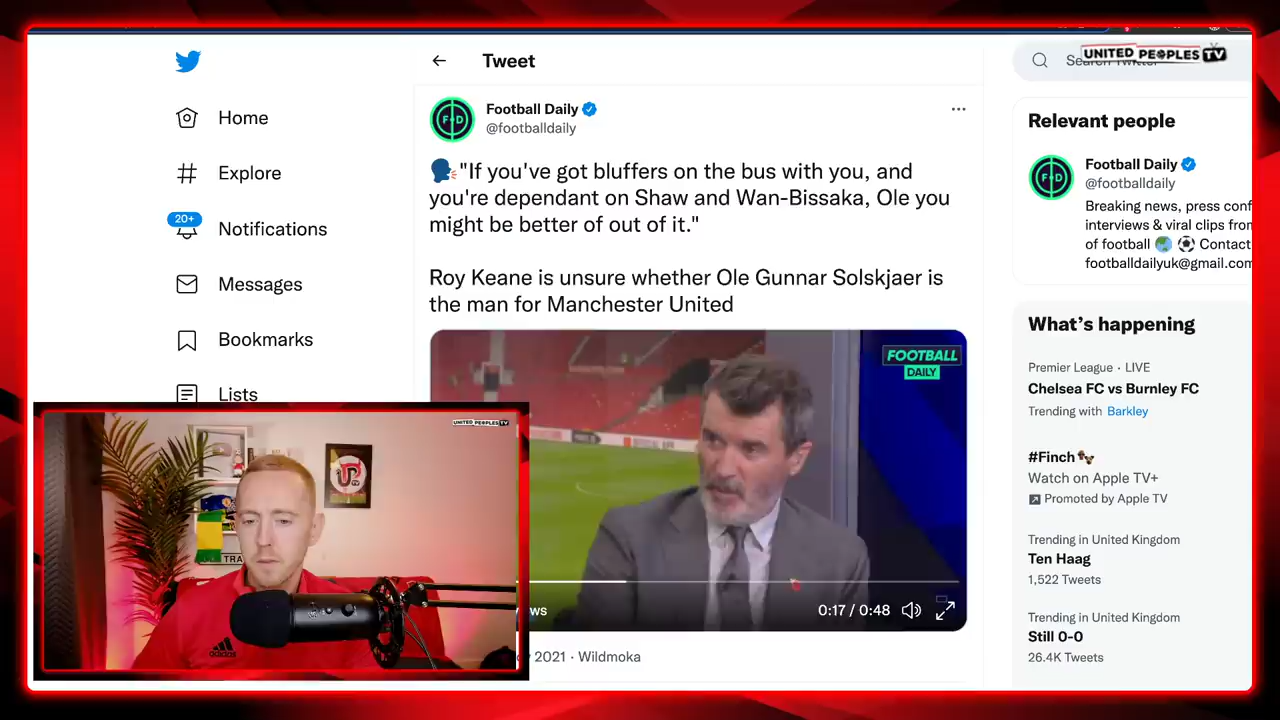 UNITED PEOPLES TV
Tweet
Home
Explore
20+
Notifications
Messages
Bookmarks
Lists
Football Daily
@footballdaily
"If you've got bluffers on the bus with you, and
you're dependant on Shaw and Wan-Bissaka, Ole you
might be better of out of it."
Roy Keane is unsure whether Ole Gunnar Solskjaer is
the man for Manchester United
FOOTBALL
DAILY
0:17 / 0:48
2021 · Wildmoka
UNITED PEOPLES TV
Relevant people
Football Daily
@footballdaily
Breaking news, press conf
interviews & viral clips from
of football Contact
footballdailyuk@gmail.com
What's happening
Premier League · LIVE
Chelsea FC vs Burnley FC
Trending with Barkley
#Finch
Watch on Apple TV+
Promoted by Apple TV
Trending in United Kingdom
Ten Haag
1,522 Tweets
Trending in United Kingdom
Still 0-0
26.4K Tweets